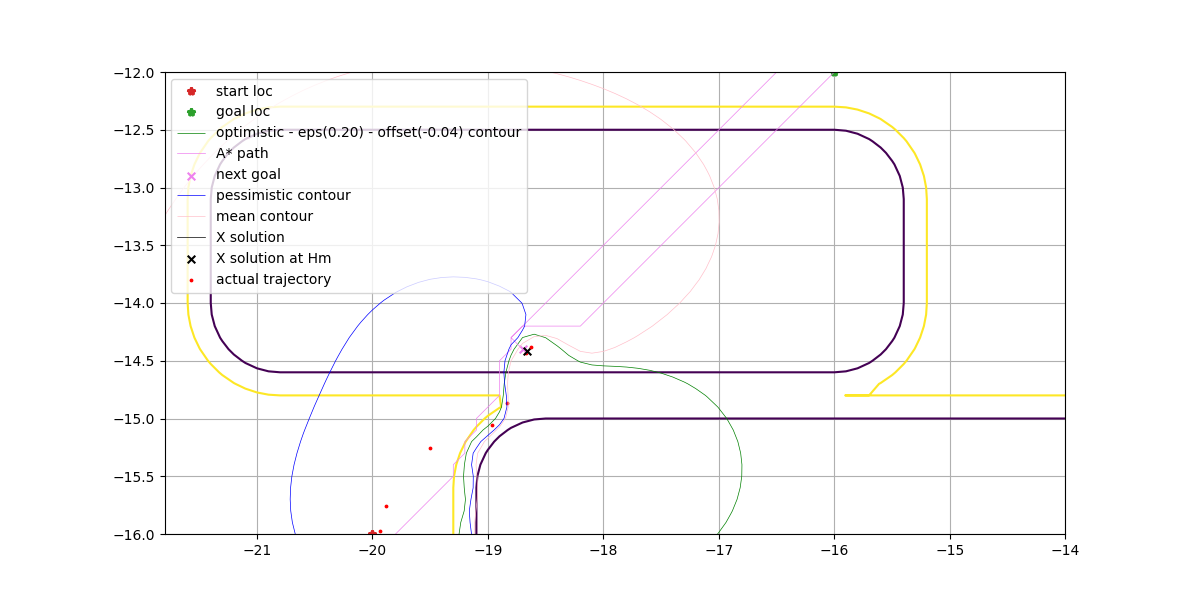 −12.0
−12.5
−13.0
−13.5
−14.0
−14.5
−15.0
−15.5
−16.0
start loc
goal loc
optimistic - eps(0.20) - offset(-0.04) contour
A* path
next goal
pessimistic contour
mean contour
X solution
X solution at Hm
actual trajectory
−21
−20
−19
−18
−17
−16
−15
−14